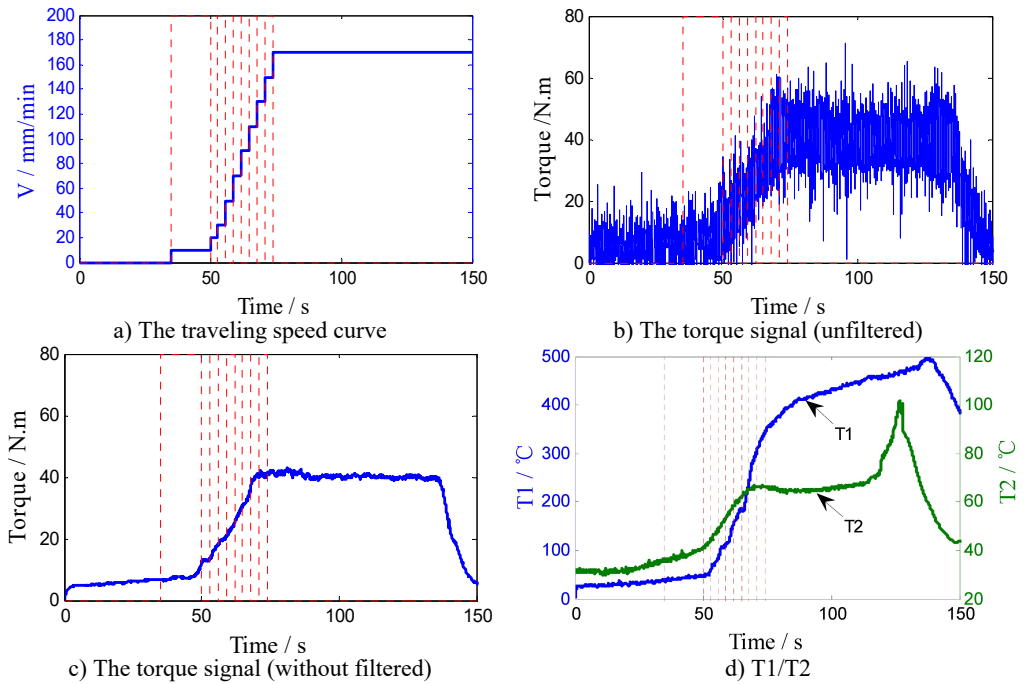 200
180
160
140
120
100
80
60
40
20
0
V / mm/min
0 50 100 150
Time / s
a) The traveling speed curve
80
60
40
20
0
Torque /N.m
0 50 100 150
Time / s
b) The torque signal (unfiltered)
80
60
40
20
0
Torque / N.m
0 50 100 150
Time / s
c) The torque signal (without filtered)
500
400
300
200
100
0
T1 / ℃
T1
T2
120
100
80
60
40
20
T2 / ℃
0 50 100 150
Time / s
d) T1/T2